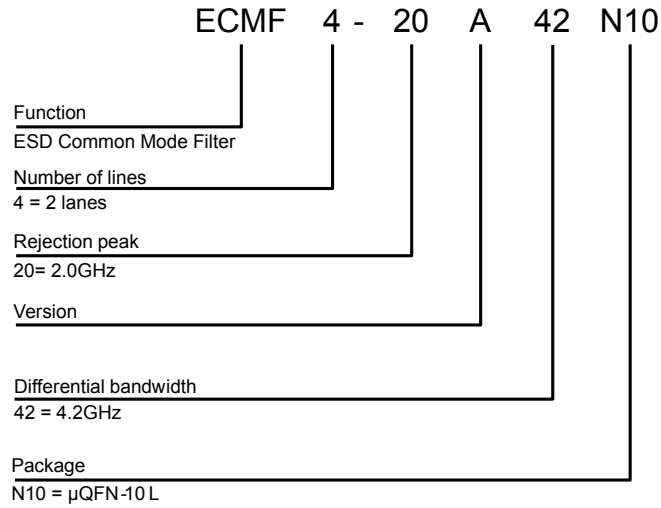 ECMF 4 - 20 A 42 N10
Function
ESD Common Mode Filter
Number of lines
4 = 2 lanes
Rejection peak
20= 2.0GHz
Version
Differential bandwidth
42 = 4.2GHz
Package
N10 = µQFN-10 L